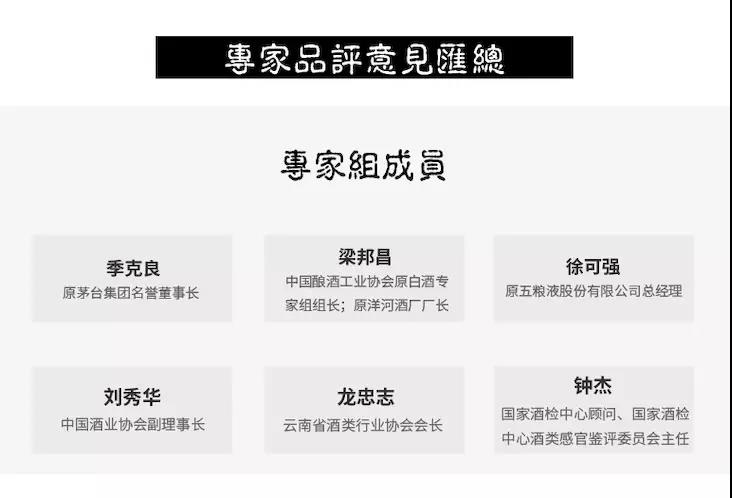 專家品評意見匯總
專家組成員
季克良
原茅台集团名誉董事长
梁邦昌
中国酿酒工业协会原白酒专
家组组长；原洋河酒厂厂长
徐可强
原五粮液股份有限公司总经理
刘秀华
中国酒业协会副理事长
龙忠志
云南省酒类行业协会会长
钟杰
国家酒检中心顾问、国家酒检
中心酒类感官鉴评委员会主任